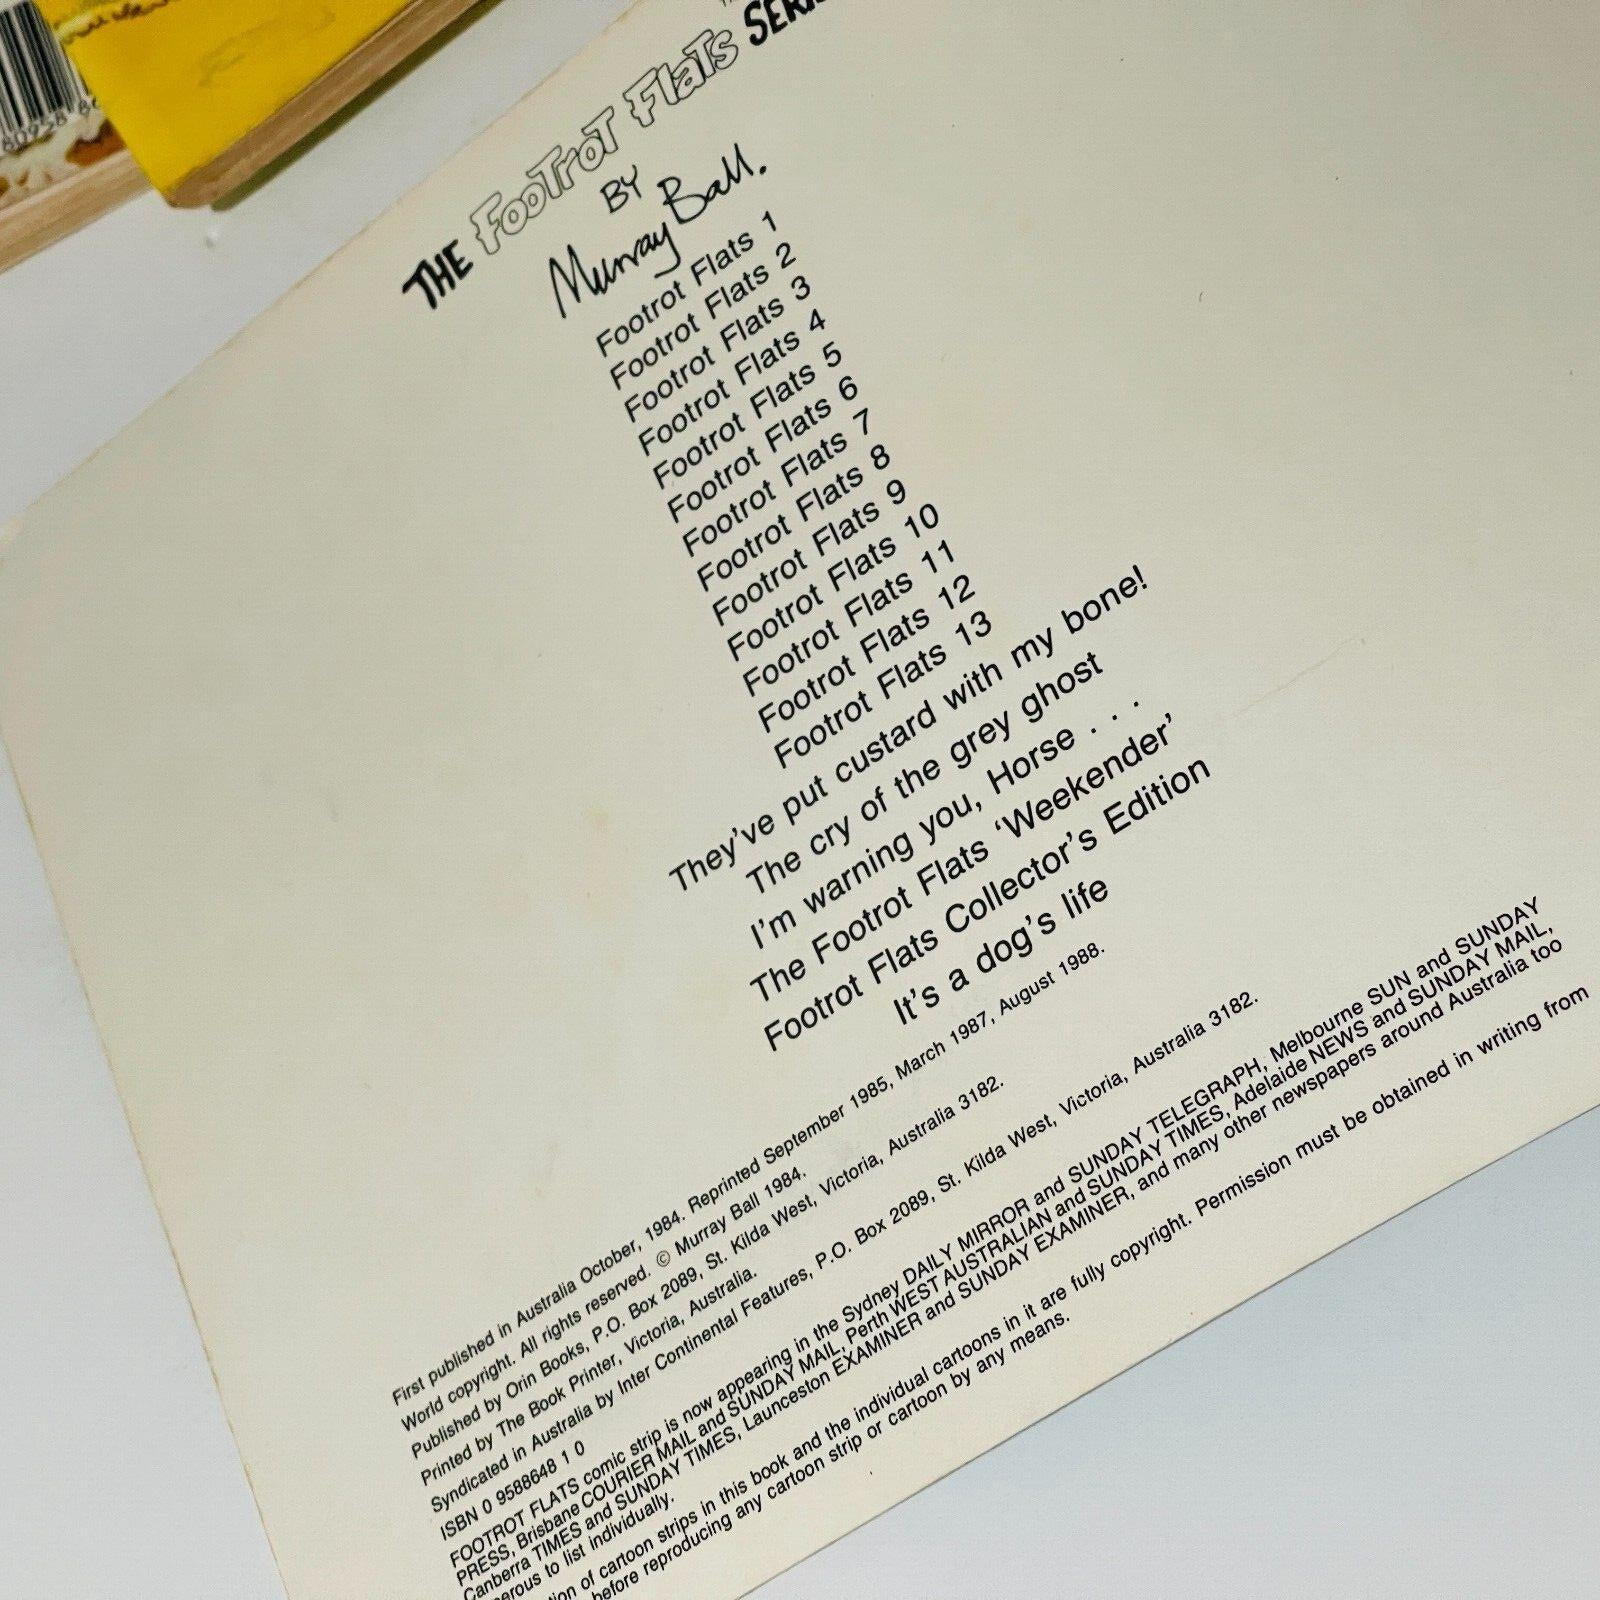 THE FooTroT FlaTs
BY
Murray Ball.
Footrot Flats 1
Footrot Flats 2
Footrot Flats 3
Footrot Flats 4
Footrot Flats 5
Footrot Flats 6
Footrot Flats 7
Footrot Flats 8
Footrot Flats 9
Footrot Flats 10
Footrot Flats 11
Footrot Flats 12
Footrot Flats 13
They've put custard with my bone!
The cry of the grey ghost
I'm warning you, Horse . . .
The Footrot Flats 'Weekender'
Footrot Flats Collector's Edition
It's a dog's life
First published in Australia October, 1984. Reprinted September 1985, March 1987, August 1988.
World copyright. All rights reserved. © Murray Ball 1984.
Published by Orin Books, P.O. Box 2089, St. Kilda West, Victoria, Australia 3182.
Printed by The Book Printer, Victoria, Australia.
Syndicated in Australia by Inter Continental Features, P.O. Box 2089, St. Kilda West, Victoria, Australia 3182.
ISBN 0 9588648 1 0
FOOTROT FLATS comic strip is now appearing in the Sydney DAILY MIRROR and SUNDAY TELEGRAPH, Melbourne SUN and SUNDAY
PRESS, Brisbane COURIER MAIL and SUNDAY MAIL, Perth WEST AUSTRALIAN and SUNDAY TIMES, Adelaide NEWS and SUNDAY MAIL,
Canberra TIMES and SUNDAY TIMES, Launceston EXAMINER and SUNDAY EXAMINER, and many other newspapers around Australia too
to list individually.
of cartoon strips in this book and the individual cartoons in it are fully copyright. Permission must be obtained in writing from
before reproducing any cartoon strip or cartoon by any means.